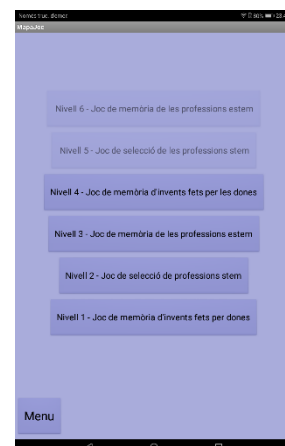 MapaJoc
Nivell 6 - Joc de memòria de les professions estem
Nivell 5 - Joc de selecció de professions stem
Nivell 4 - Joc de memòria d'invents fets per les dones
Nivell 3 - Joc de memòria de les professions estem
Nivell 2 - Joc de selecció de professions stem
Nivell 1 - Joc de memòria d'invents fets per dones
Menu